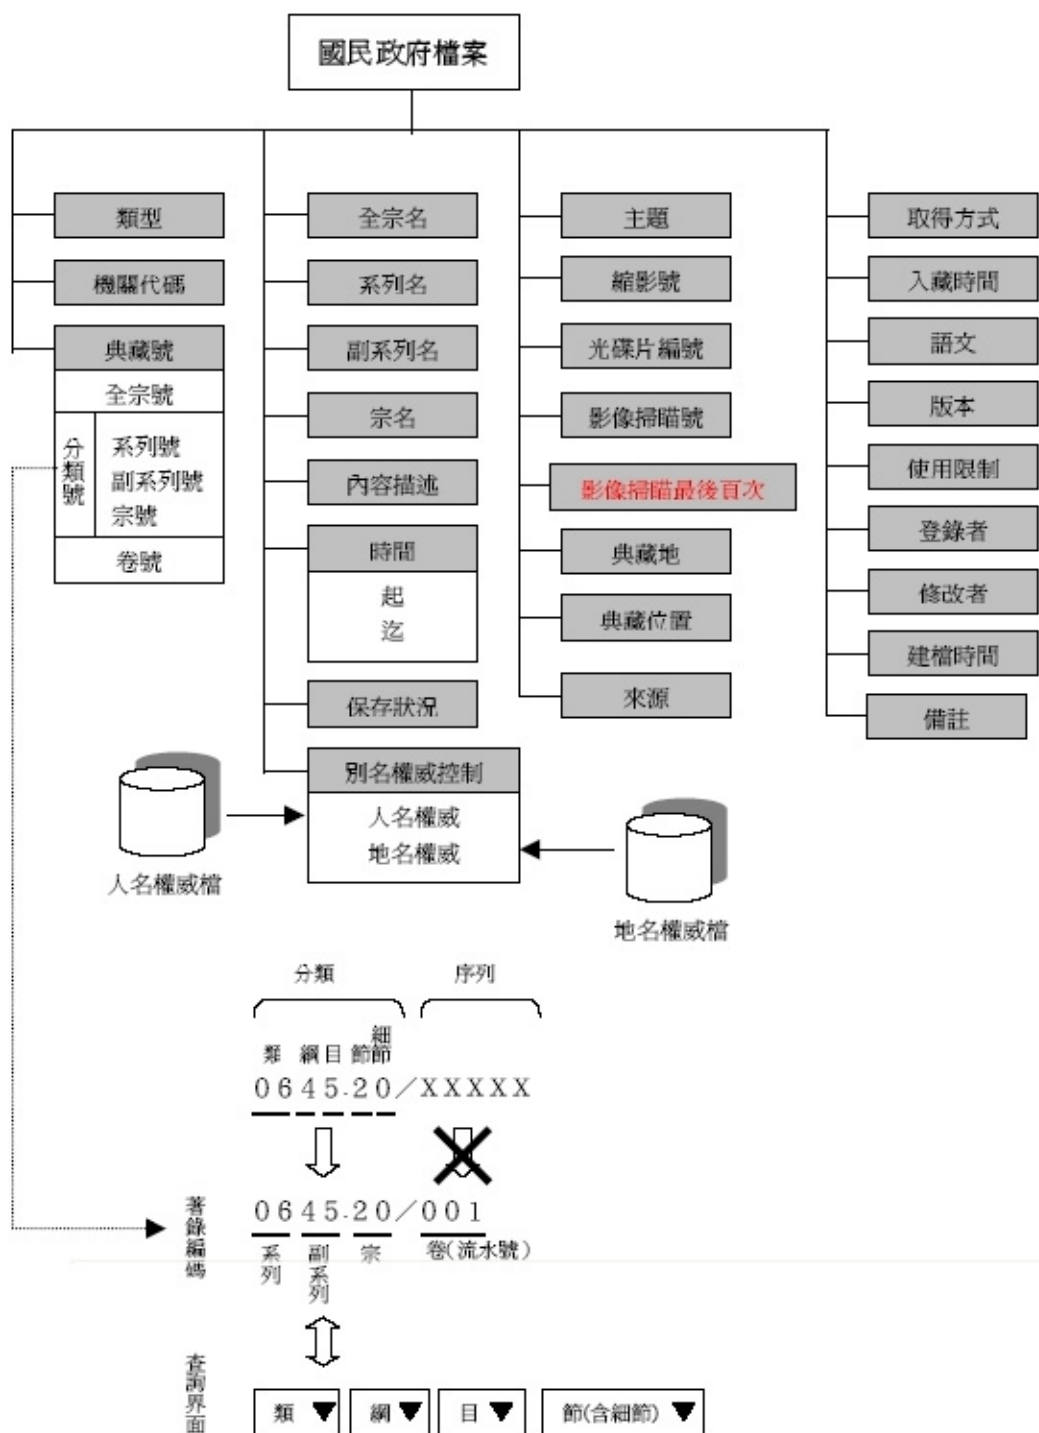 國民政府檔案
類型
機關代碼
典藏號
全宗號
分類號
系列號
副系列號
宗號
卷號
全宗名
系列名
副系列名
宗名
內容描述
時間
起
迄
保存狀況
別名權威控制
人名權威
地名權威
主題
縮影號
光碟片編號
影像掃瞄號
影像掃瞄最後頁次
典藏地
典藏位置
來源
取得方式
入藏時間
語文
版本
使用限制
登錄者
修改者
建檔時間
備註
人名權威檔
地名權威檔
分類 序列
類 綱目 節細節
0645.20/XXXXX
著錄編碼
0645.20/001
系列 副系列 宗 卷(流水號)
查詢界面
類 綱 目 節(含細節)